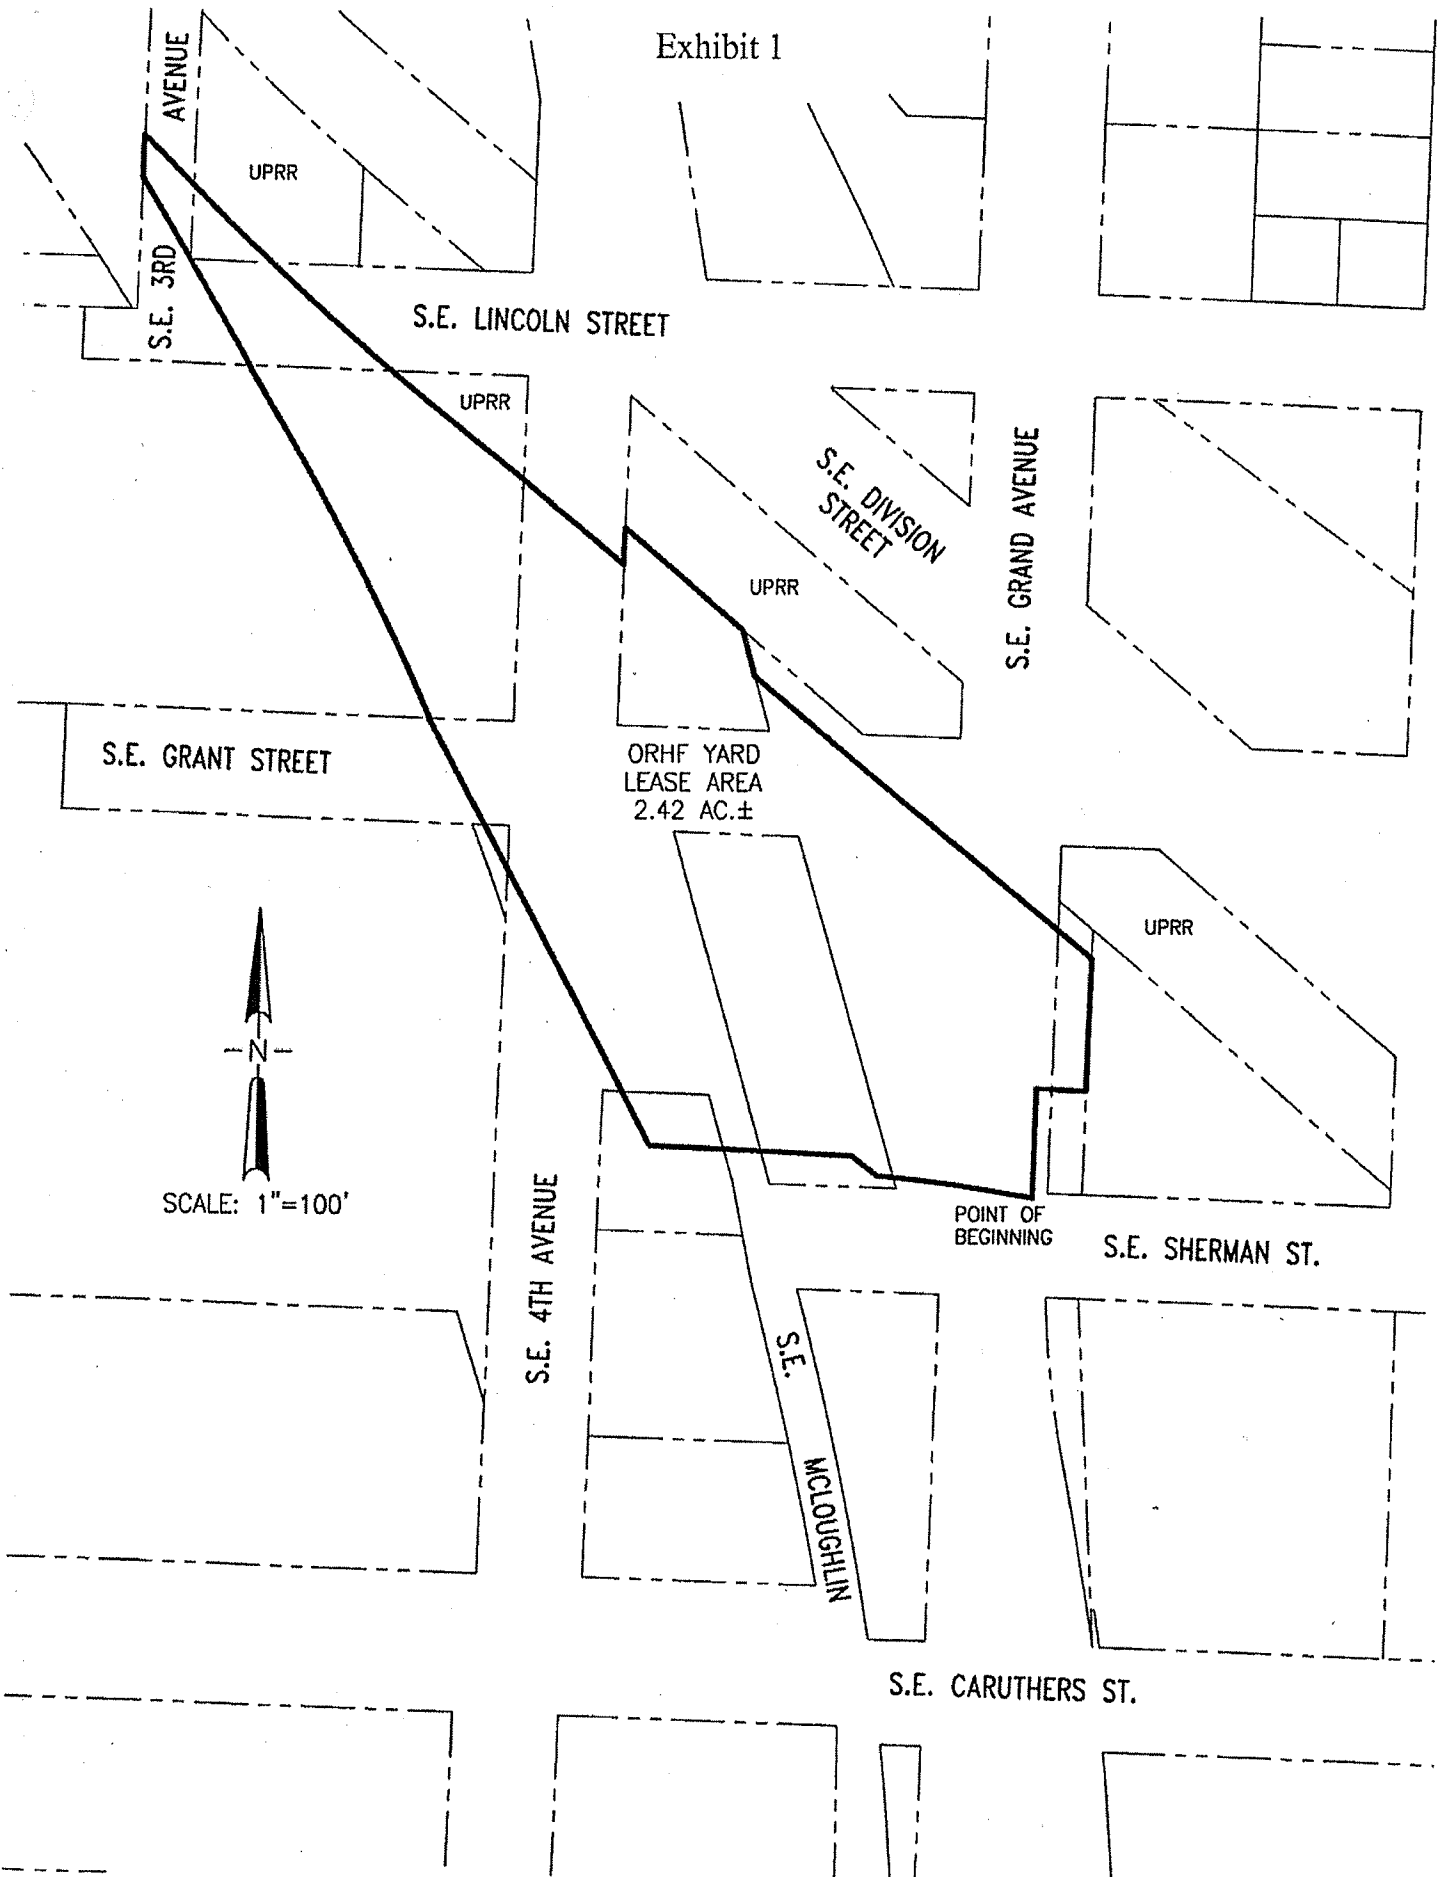 Exhibit 1
AVENUE
S.E. 3RD
UPRR
S.E. LINCOLN STREET
UPRR
S.E. DIVISION
STREET
S.E. GRAND AVENUE
UPRR
S.E. GRANT STREET
ORHF YARD
LEASE AREA
2.42 AC.±
UPRR
N
SCALE: 1"=100'
S.E. 4TH AVENUE
POINT OF
BEGINNING
S.E. SHERMAN ST.
S.E.
MCLOUGHLIN
S.E. CARUTHERS ST.